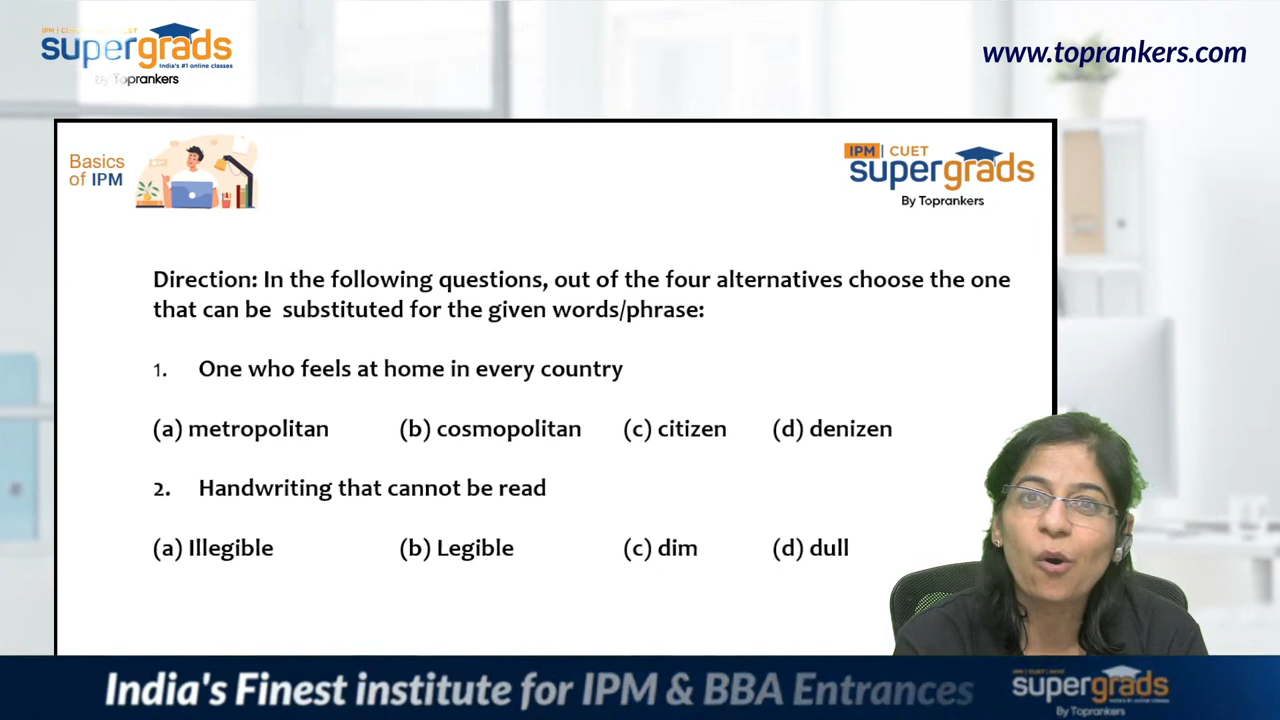 IPM | CUET
supergrads
India's #1 online classes
By Toprankers
www.toprankers.com
Basics
of IPM
IPM | CUET
supergrads
By Toprankers
Direction: In the following questions, out of the four alternatives choose the one
that can be substituted for the given words/phrase:
1. One who feels at home in every country
(a) metropolitan (b) cosmopolitan (c) citizen (d) denizen
2. Handwriting that cannot be read
(a) Illegible (b) Legible (c) dim (d) dull
India's Finest institute for IPM & BBA Entrances
supergrads
By Toprankers